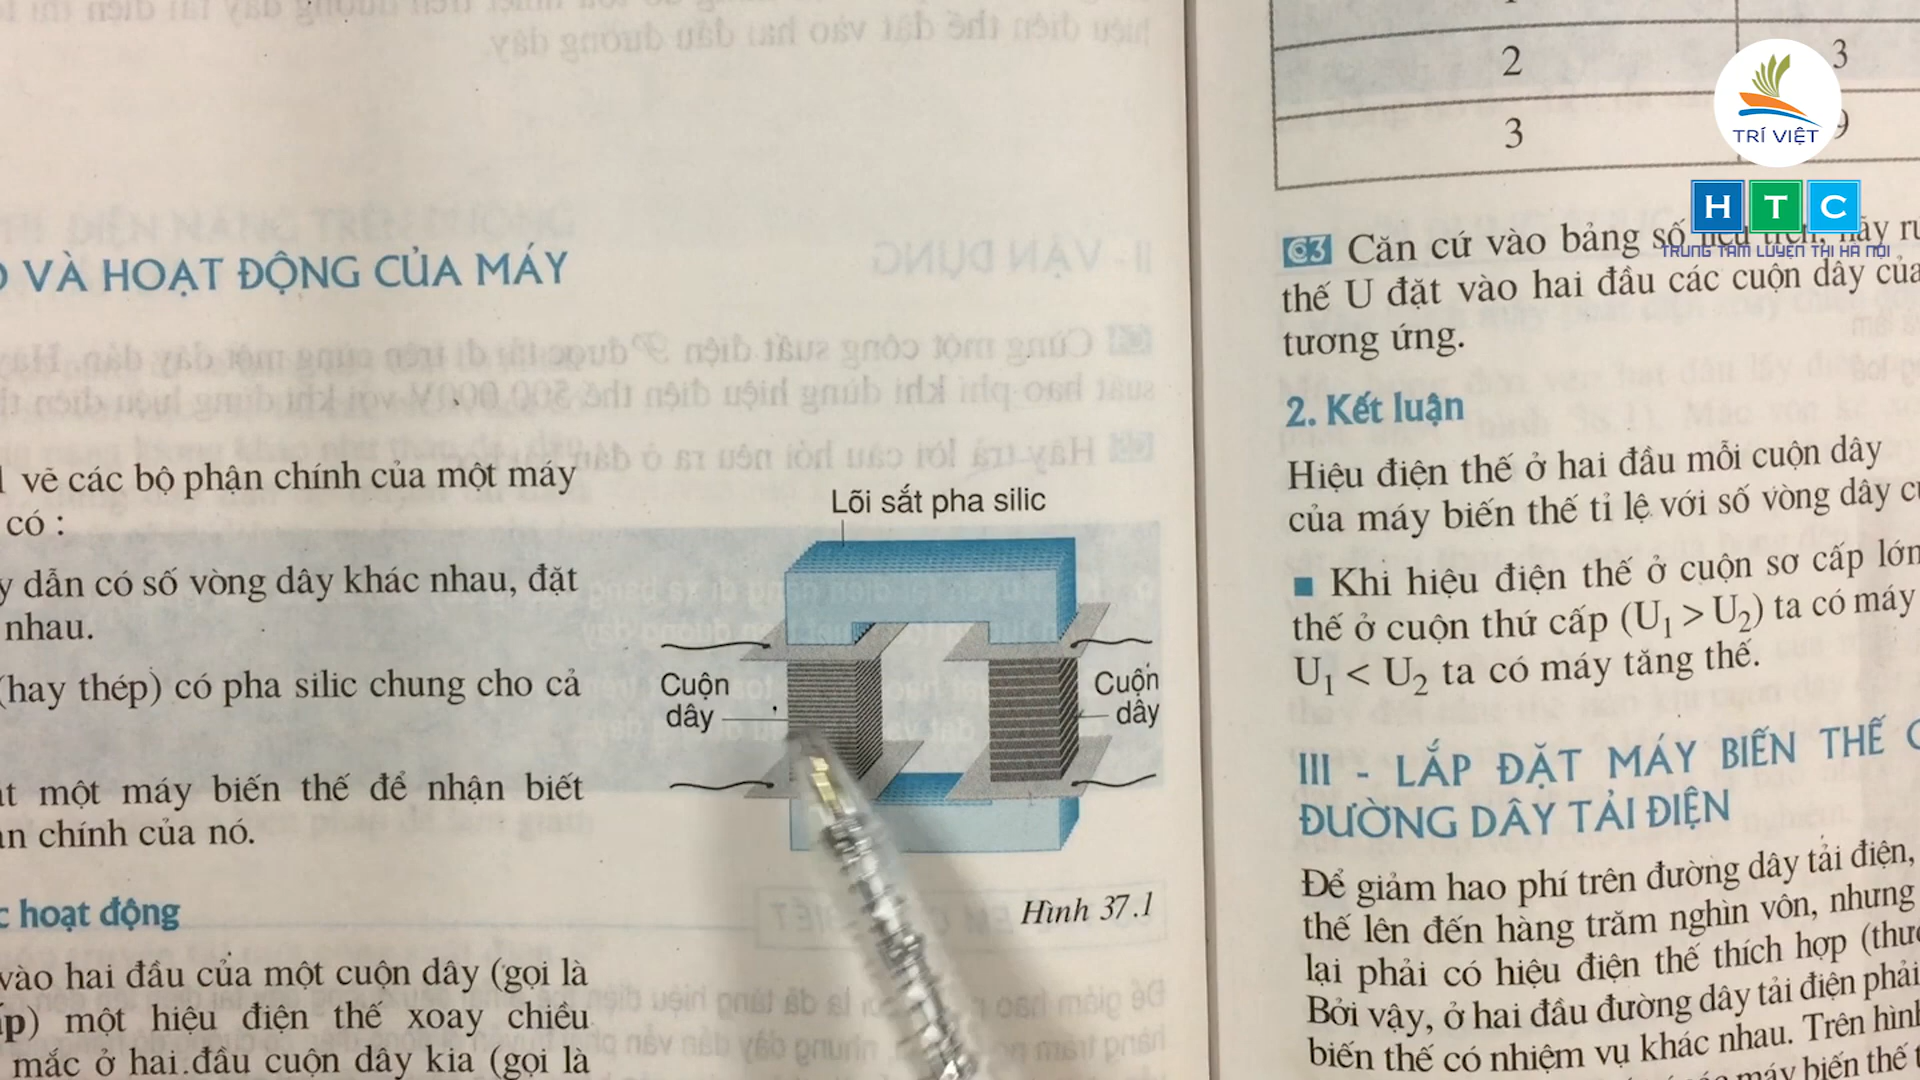 O VÀ HOẠT ĐỘNG CỦA MÁY
vẽ các bộ phận chính của một máy
có :
dẫn có số vòng dây khác nhau, đặt
nhau.
(hay thép) có pha silic chung cho cả
một máy biến thế để nhận biết
chính của nó.
hoạt động
vào hai đầu của một cuộn dây (gọi là
một hiệu điện thế xoay chiều
mắc ở hai đầu cuộn dây kia (gọi là
Lõi sắt pha silic
Cuộn
dây
Cuộn
dây
Hình 37.1
2 3
3 9
TRÍ VIỆT
HTC
TRUNG TÂM LUYỆN THI HÀ NỘI
C3 Căn cứ vào bảng số
thế U đặt vào hai đầu các cuộn dây của
tương ứng.
2. Kết luận
Hiệu điện thế ở hai đầu mỗi cuộn dây
của máy biến thế tỉ lệ với số vòng dây
■ Khi hiệu điện thế ở cuộn sơ cấp lớn
thế ở cuộn thứ cấp (U₁ > U₂) ta có máy
U₁ < U₂ ta có máy tăng thế.
III - LẮP ĐẶT MÁY BIẾN THẾ
ĐƯỜNG DÂY TẢI ĐIỆN
Để giảm hao phí trên đường dây tải điện,
thế lên đến hàng trăm nghìn vôn, nhưng
lại phải có hiệu điện thế thích hợp
Bởi vậy, ở hai đầu đường dây tải điện phải
biến thế có nhiệm vụ khác nhau. Trên hình
máy biến thế